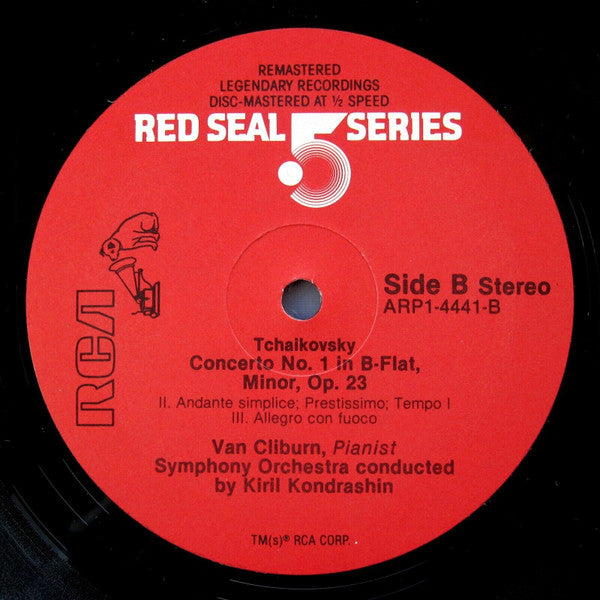 REMASTERED
LEGENDARY RECORDINGS
DISC-MASTERED AT ½ SPEED
RED SEAL .5 SERIES
RCA
Side B Stereo
ARP1-4441-B
Tchaikovsky
Concerto No. 1 in B-Flat,
Minor, Op. 23
II. Andante simplice; Prestissimo; Tempo I
III. Allegro con fuoco
Van Cliburn, Pianist
Symphony Orchestra conducted
by Kiril Kondrashin
TM(s)® RCA CORP.